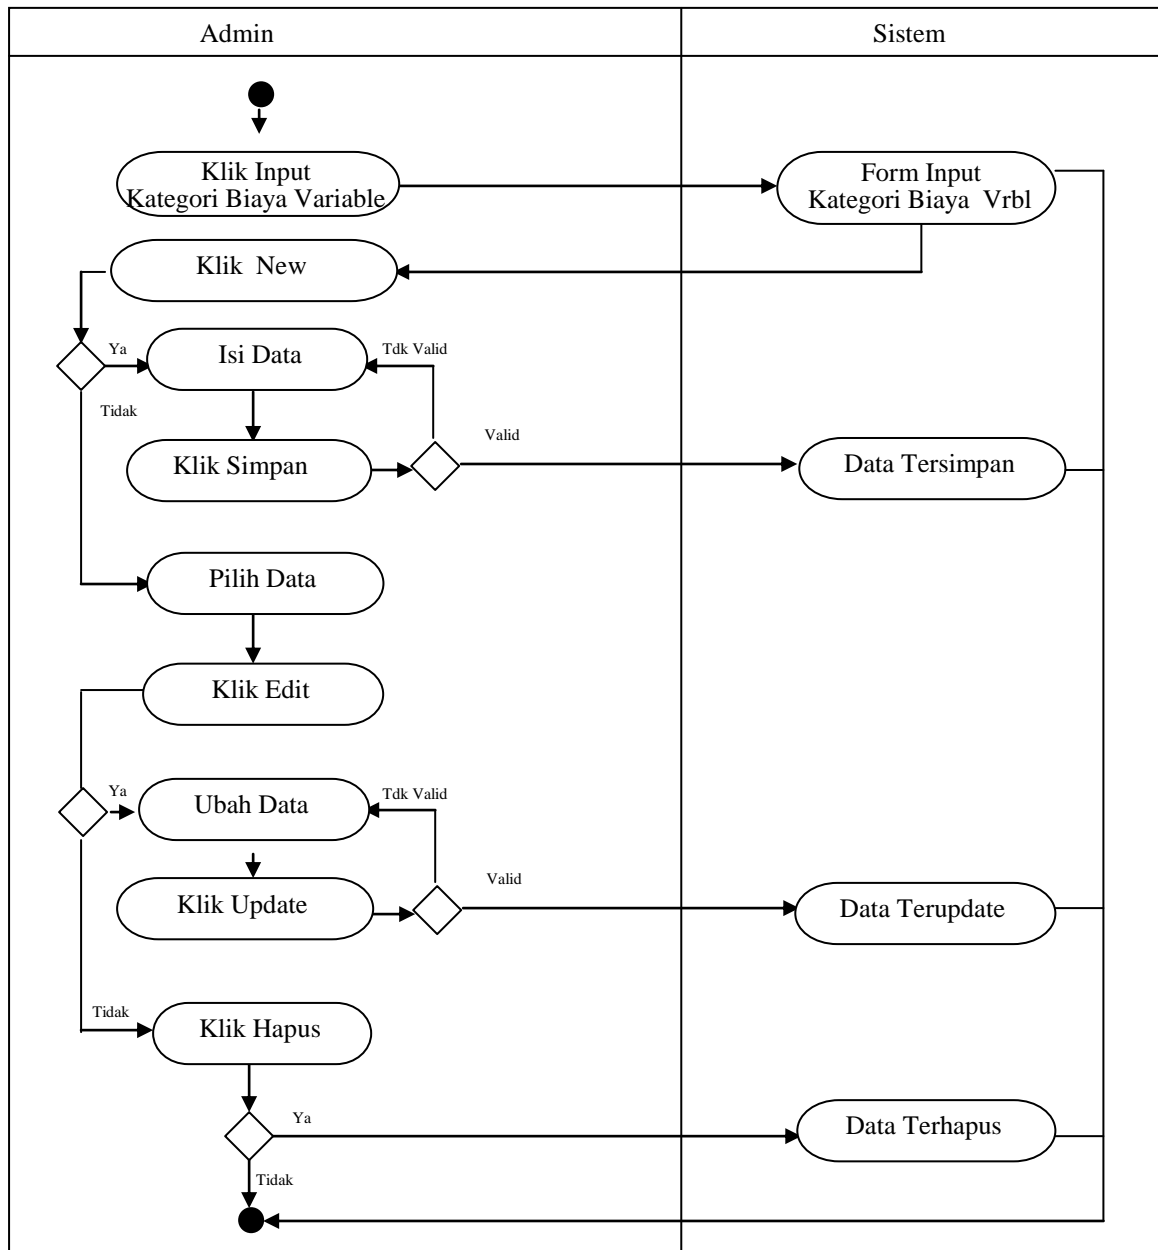 Admin
Sistem
Klik Input
Kategori Biaya Variable
Form Input
Kategori Biaya  Vrbl
Klik  New
Ya
Isi Data
Tdk Valid
Tidak
Klik Simpan
Valid
Data Tersimpan
Pilih Data
Klik Edit
Ya
Ubah Data
Tdk Valid
Klik Update
Valid
Data Terupdate
Tidak
Klik Hapus
Ya
Data Terhapus
Tidak